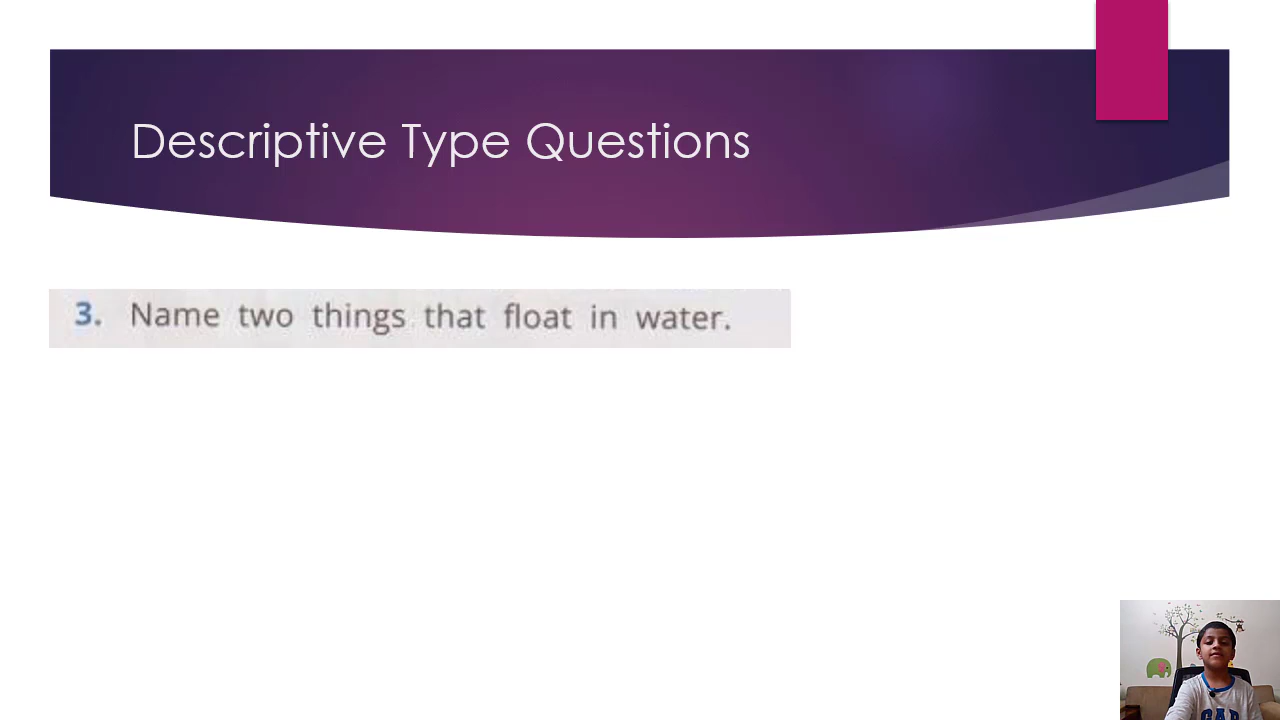 Descriptive Type Questions
3. Name two things that float in water.